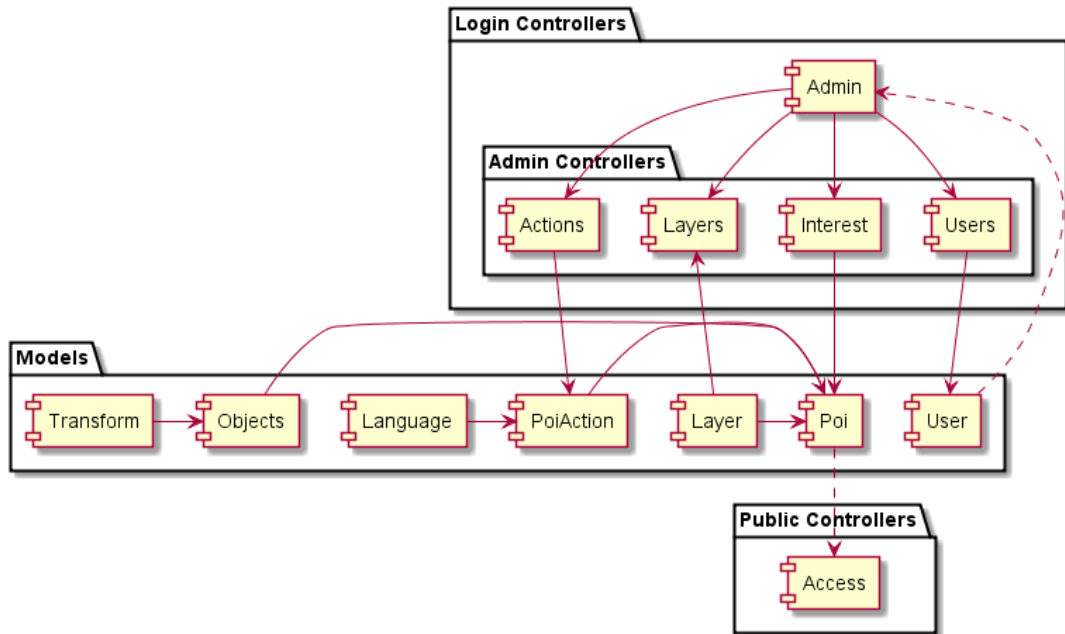 Login Controllers
Admin
Admin Controllers
Actions
Layers
Interest
Users
Models
Transform
Objects
Language
PoiAction
Layer
Poi
User
Public Controllers
Access